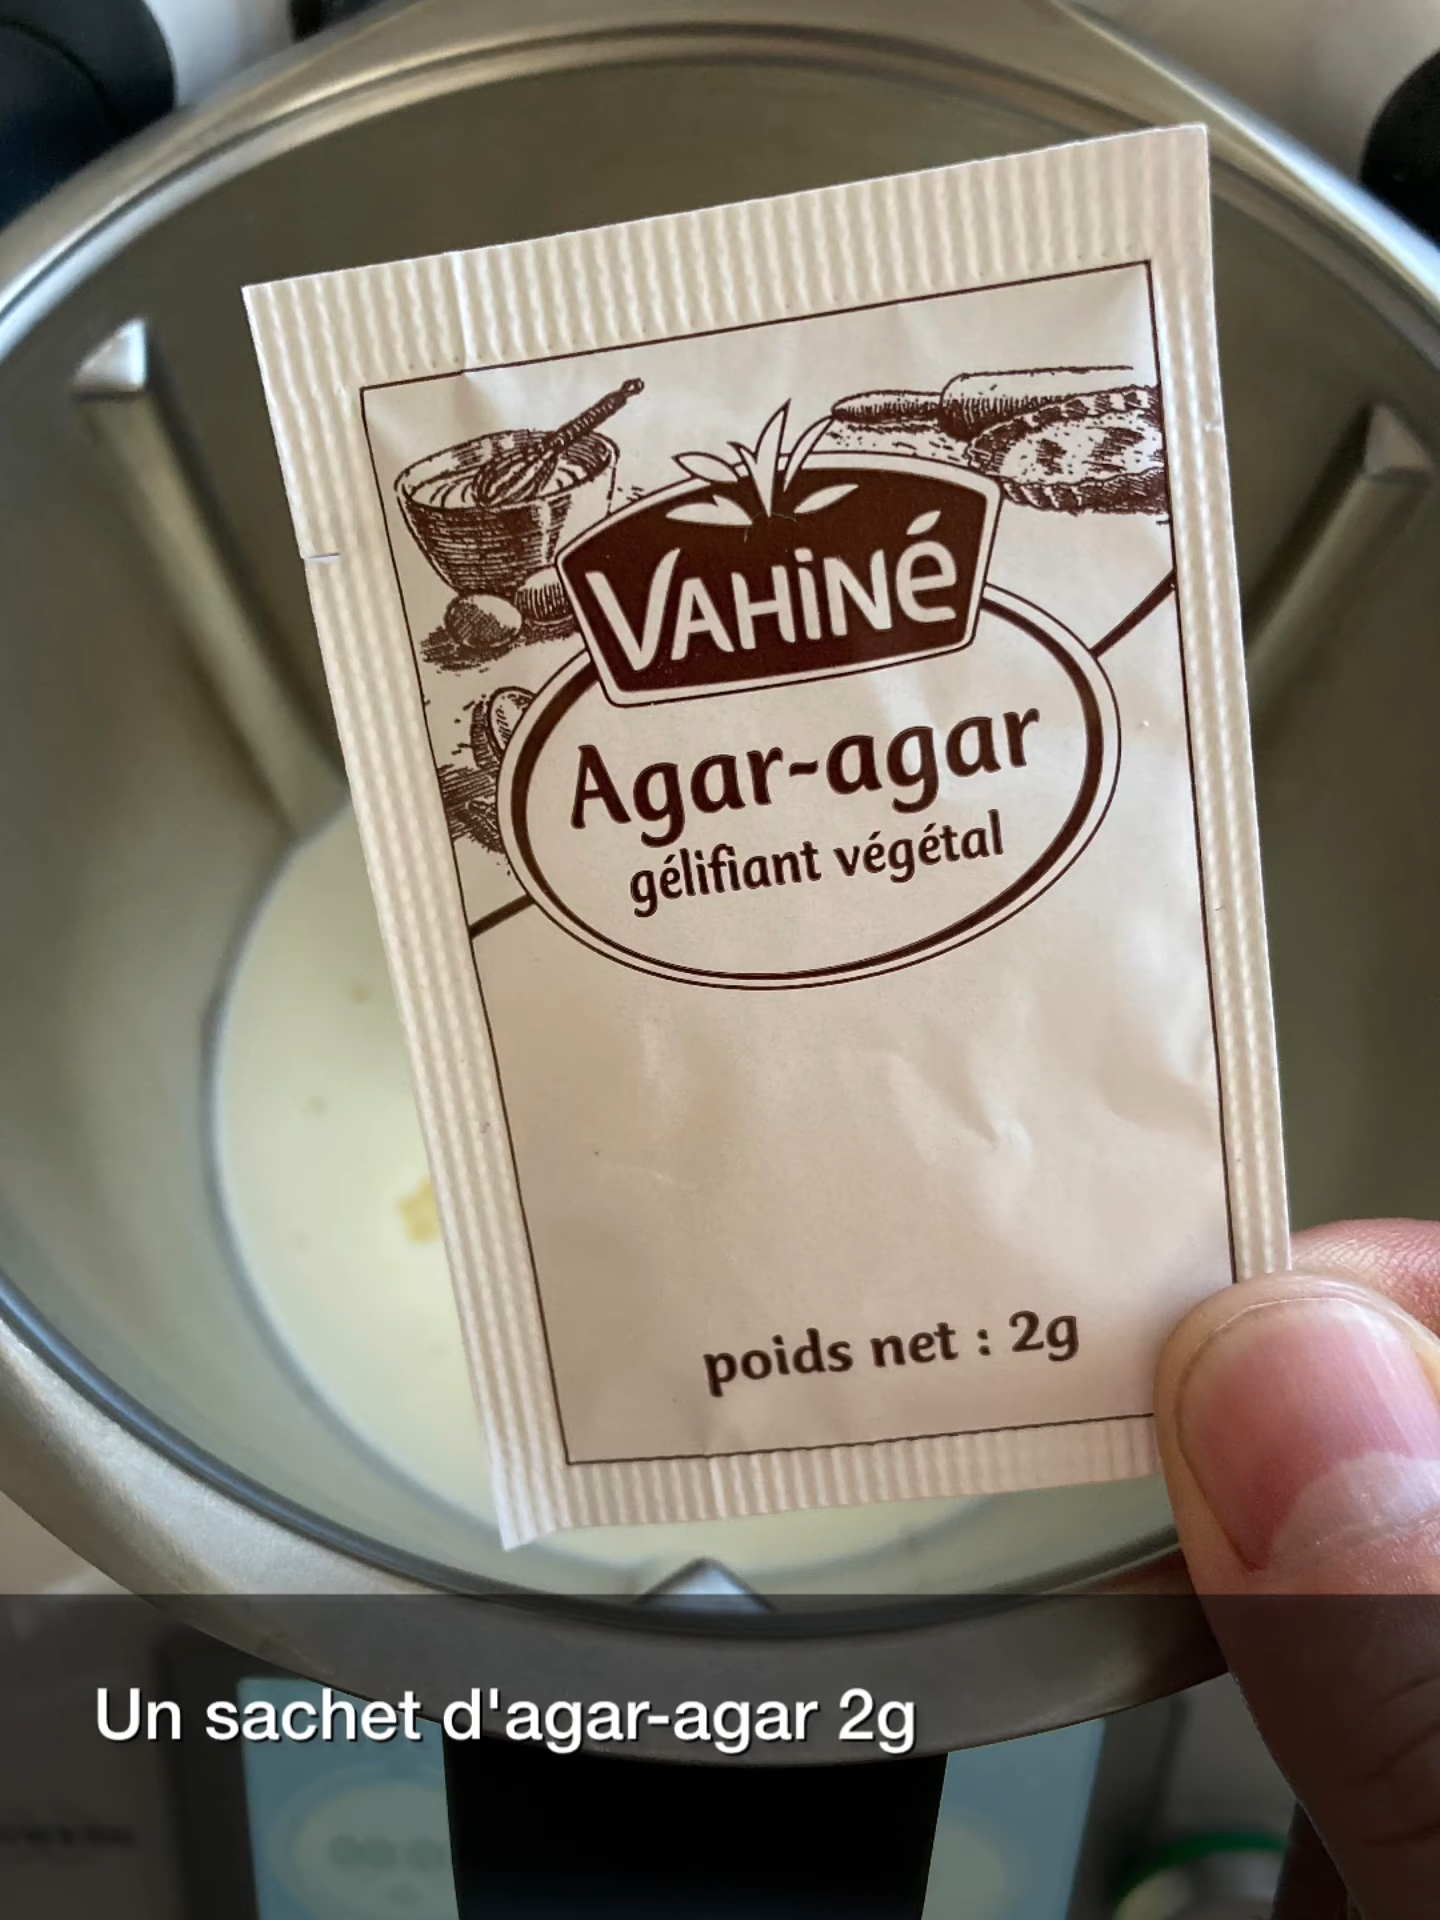 VAHiNé
Agar-agar
gélifiant végétal
poids net : 2g
Un sachet d'agar-agar 2g